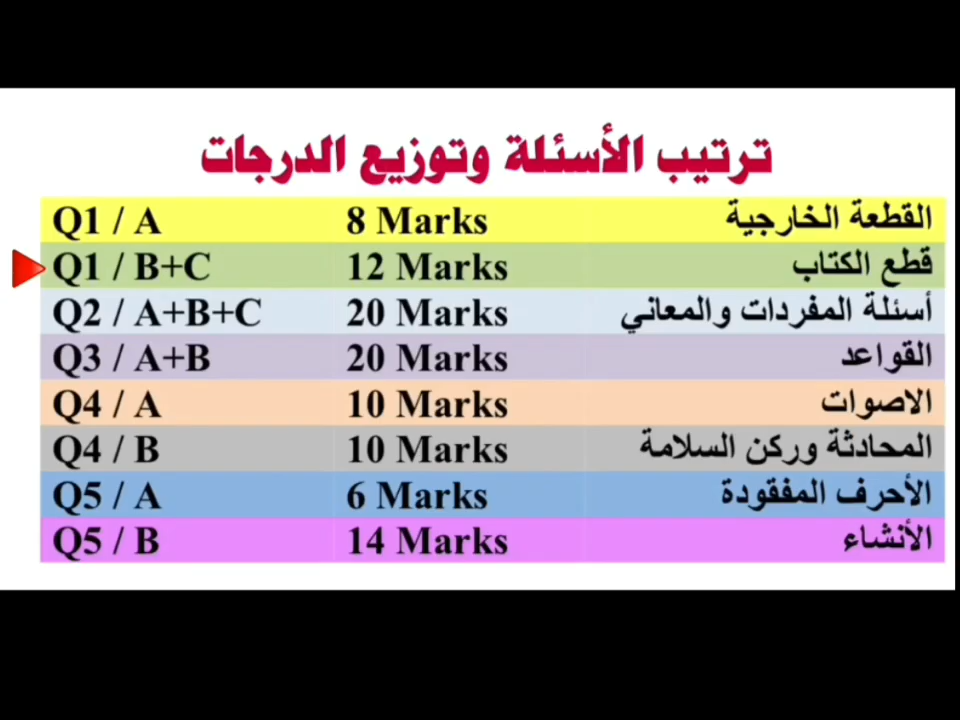 ترتيب الأسئلة وتوزيع الدرجات
Q1 / A 8 Marks القطعة الخارجية
Q1 / B+C 12 Marks قطع الكتاب
Q2 / A+B+C 20 Marks أسئلة المفردات والمعاني
Q3 / A+B 20 Marks القواعد
Q4 / A 10 Marks الاصوات
Q4 / B 10 Marks المحادثة وركن السلامة
Q5 / A 6 Marks الأحرف المفقودة
Q5 / B 14 Marks الأنشاء